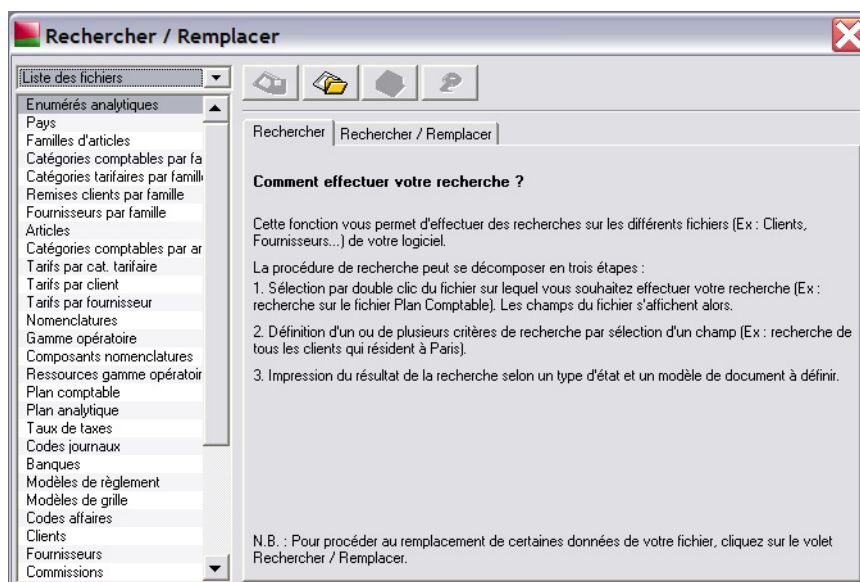 Rechercher / Remplacer
Liste des fichiers
Enumérés analytiques
Pays
Familles d'articles
Catégories comptables par fa
Catégories tarifaires par famill
Remises clients par famille
Fournisseurs par famille
Articles
Catégories comptables par ar
Tarifs par cat. tarifaire
Tarifs par client
Tarifs par fournisseur
Nomenclatures
Gamme opératoire
Composants nomenclatures
Ressources gamme opératoir
Plan comptable
Plan analytique
Taux de taxes
Codes journaux
Banques
Modèles de règlement
Modèles de grille
Codes affaires
Clients
Fournisseurs
Commissions
Rechercher
Rechercher / Remplacer
Comment effectuer votre recherche ?
Cette fonction vous permet d'effectuer des recherches sur les différents fichiers (Ex : Clients,
Fournisseurs...) de votre logiciel.
La procédure de recherche peut se décomposer en trois étapes :
1. Sélection par double clic du fichier sur lequel vous souhaitez effectuer votre recherche (Ex :
recherche sur le fichier Plan Comptable). Les champs du fichier s'affichent alors.
2. Définition d'un ou de plusieurs critères de recherche par sélection d'un champ (Ex : recherche de
tous les clients qui résident à Paris).
3. Impression du résultat de la recherche selon un type d'état et un modèle de document à définir.
N.B. : Pour procéder au remplacement de certaines données de votre fichier, cliquez sur le volet
Rechercher / Remplacer.